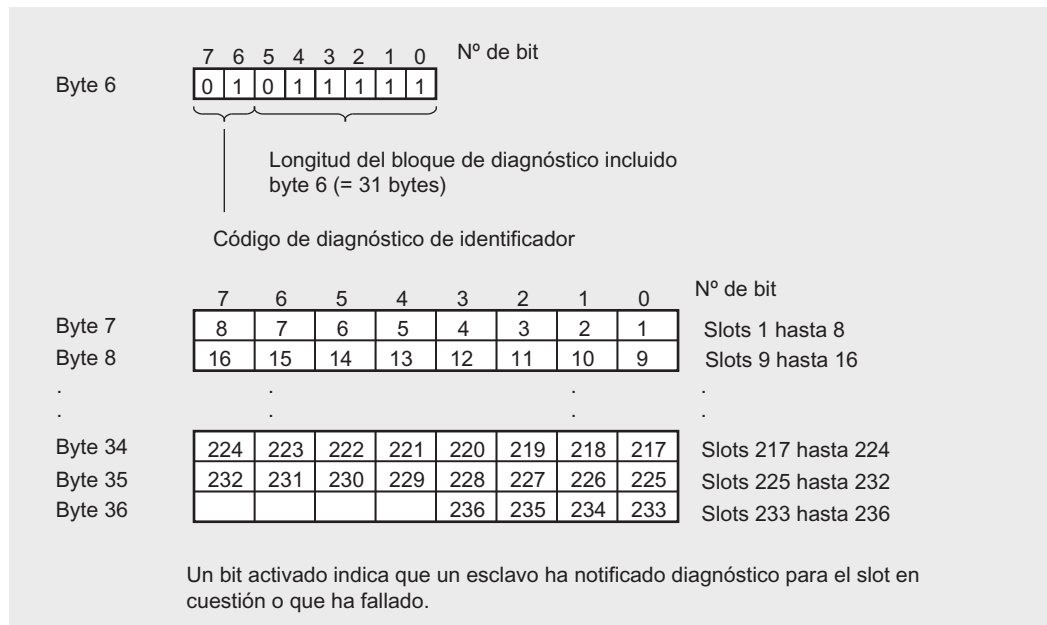 7 6 5 4 3 2 1 0 Nº de bit
Byte 6 0 1 0 1 1 1 1 1
Longitud del bloque de diagnóstico incluido
byte 6 (= 31 bytes)
Código de diagnóstico de identificador
7 6 5 4 3 2 1 0 Nº de bit
Byte 7 8 7 6 5 4 3 2 1 Slots 1 hasta 8
Byte 8 16 15 14 13 12 11 10 9 Slots 9 hasta 16
. . . .
. . . .
Byte 34 224 223 222 221 220 219 218 217 Slots 217 hasta 224
Byte 35 232 231 230 229 228 227 226 225 Slots 225 hasta 232
Byte 36 236 235 234 233 Slots 233 hasta 236
Un bit activado indica que un esclavo ha notificado diagnóstico para el slot en
cuestión o que ha fallado.